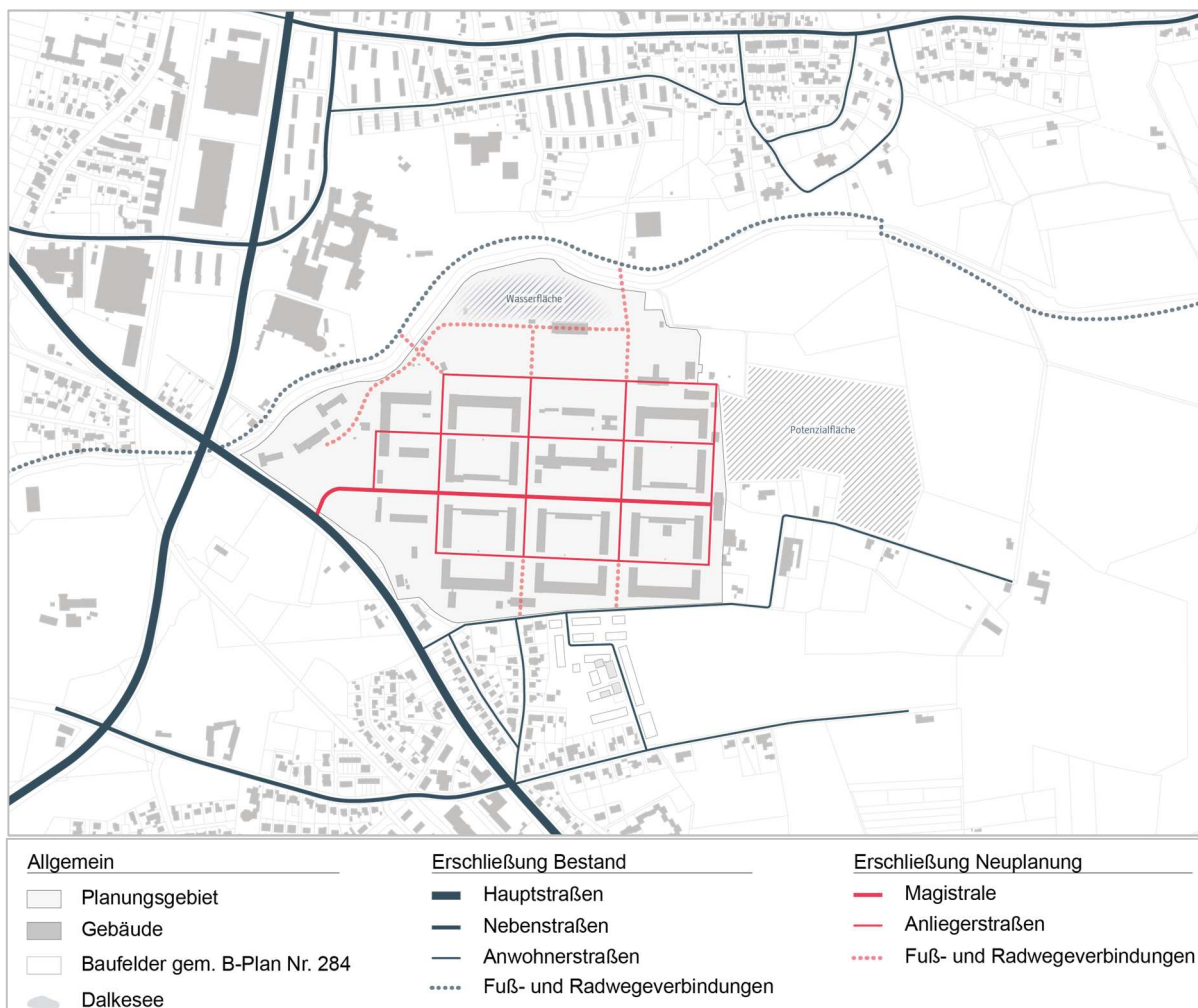 Wasserfläche
Potenzialfläche
Allgemein
Planungsgebiet
Gebäude
Baufelder gem. B-Plan Nr. 284
Dalkesee
Erschließung Bestand
Hauptstraßen
Nebenstraßen
Anwohnerstraßen
Fuß- und Radwegeverbindungen
Erschließung Neuplanung
Magistrale
Anliegerstraßen
Fuß- und Radwegeverbindungen